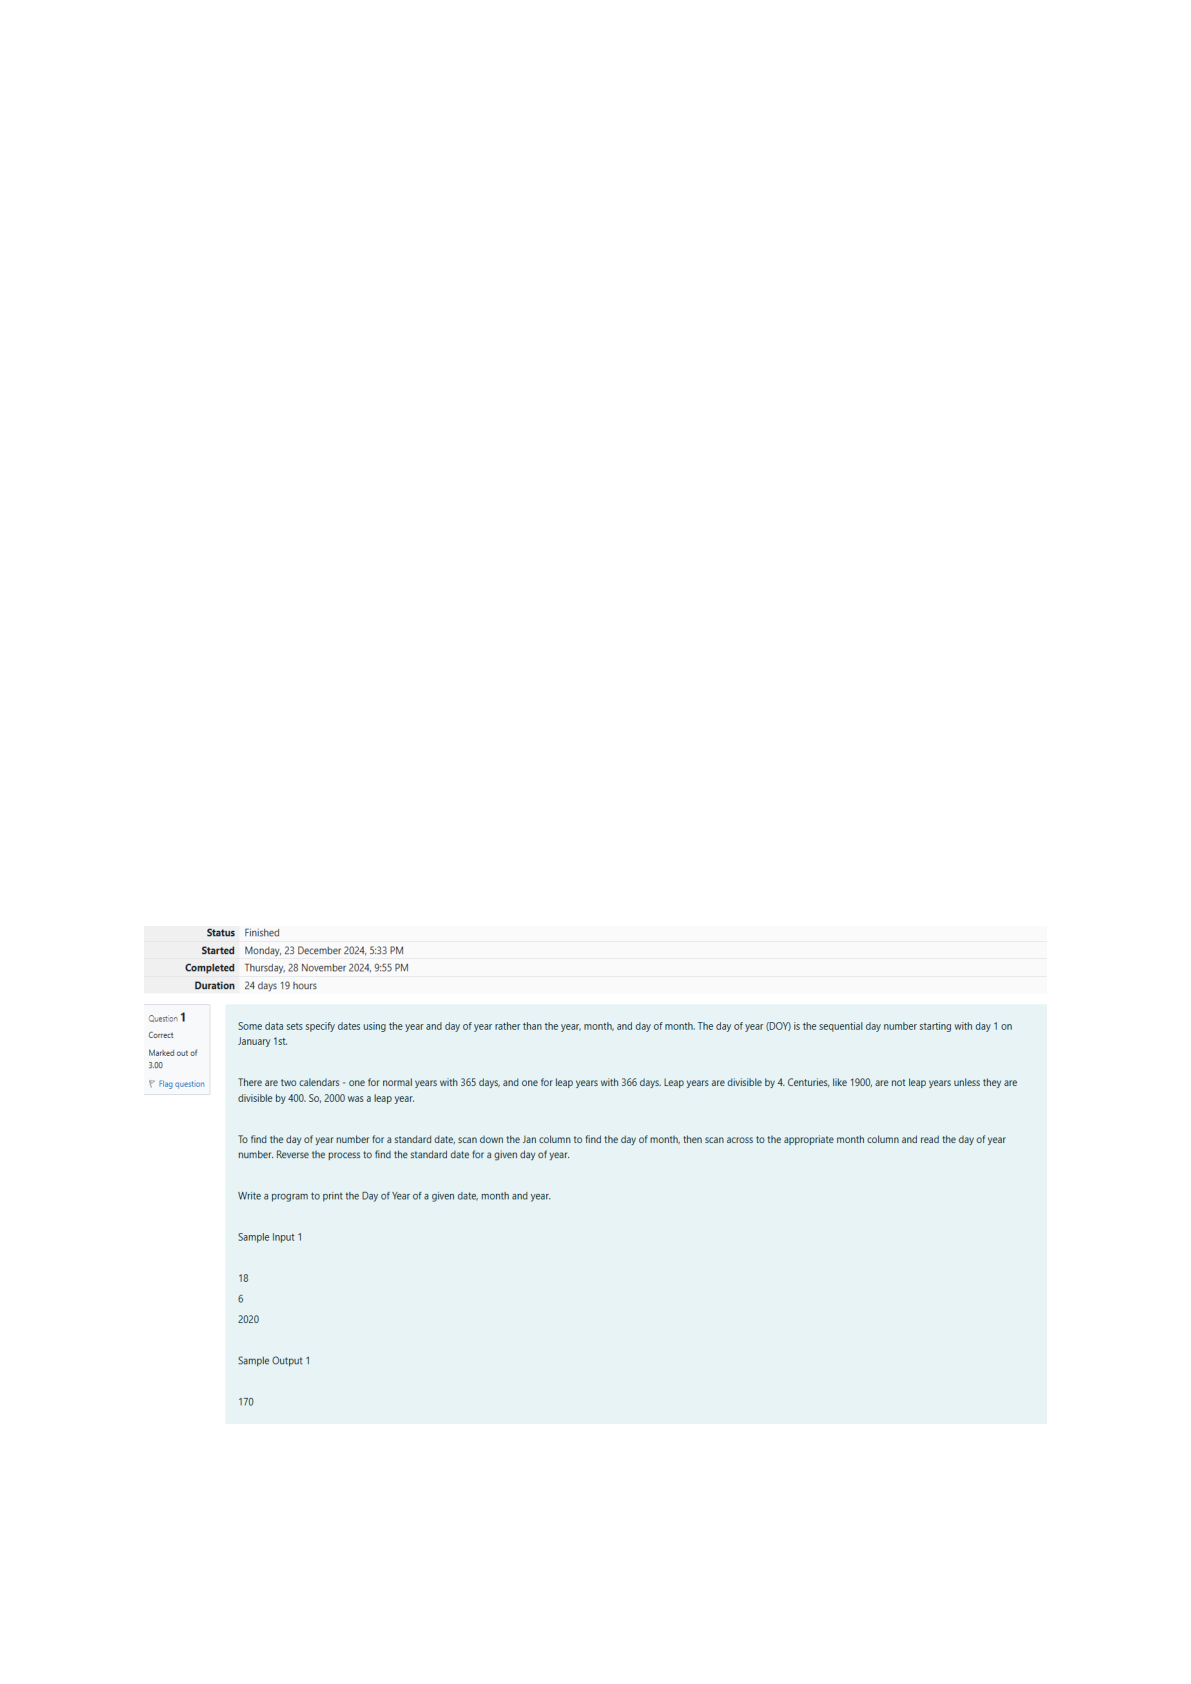 Status Finished
Started Monday, 23 December 2024, 5:33 PM
Completed Thursday, 28 November 2024, 9:55 PM
Duration 24 days 19 hours
Question 1
Correct
Marked out of
3.00
Flag question
Some data sets specify dates using the year and day of year rather than the year, month, and day of month. The day of year (DOY) is the sequential day number starting with day 1 on
January 1st.
There are two calendars - one for normal years with 365 days, and one for leap years with 366 days. Leap years are divisible by 4. Centuries, like 1900, are not leap years unless they are
divisible by 400. So, 2000 was a leap year.
To find the day of year number for a standard date, scan down the Jan column to find the day of month, then scan across to the appropriate month column and read the day of year
number. Reverse the process to find the standard date for a given day of year.
Write a program to print the Day of Year of a given date, month and year.
Sample Input 1
18
6
2020
Sample Output 1
170